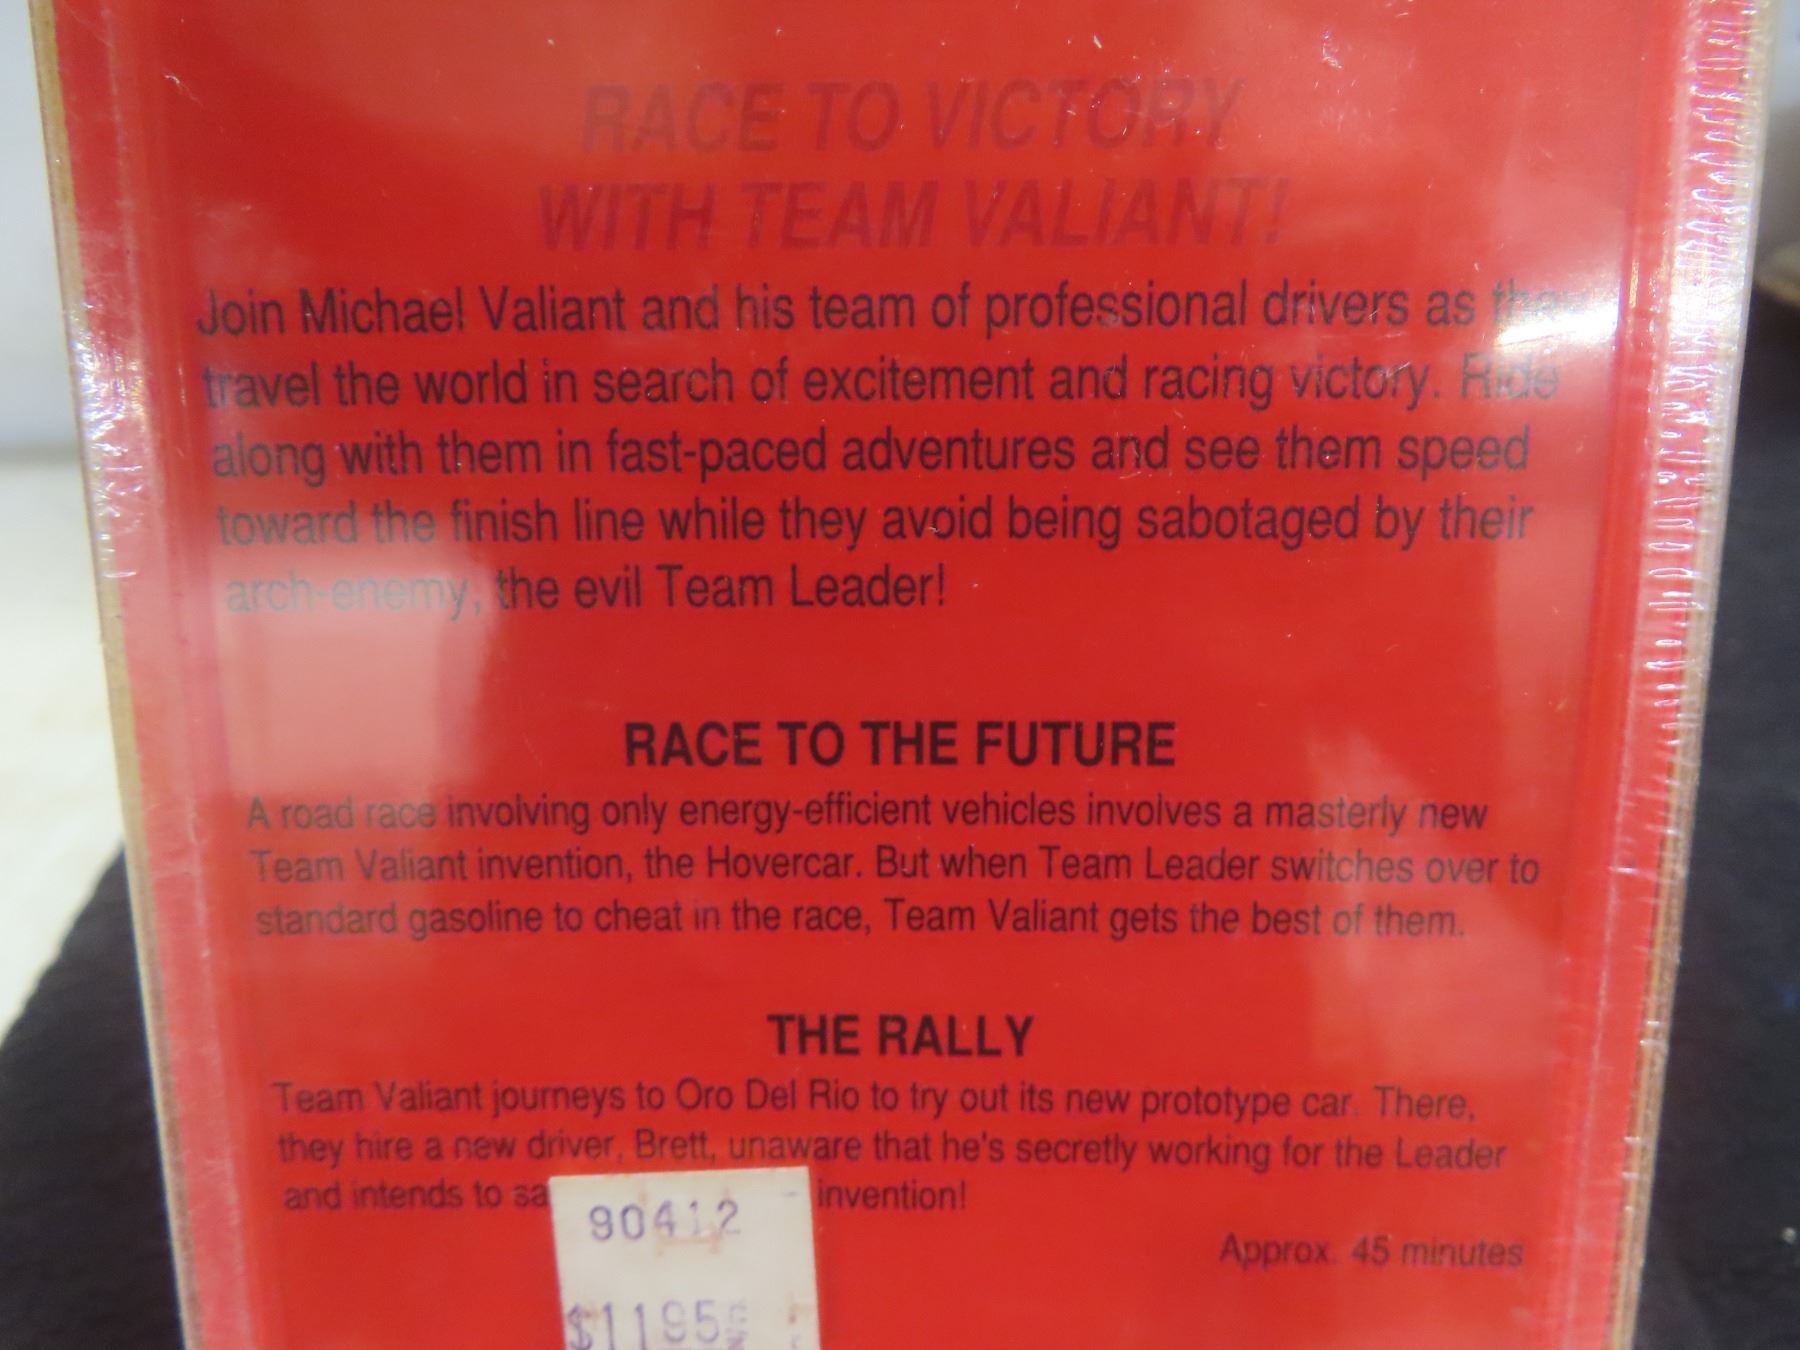 RACE TO VICTORY
WITH TEAM VALIANT!
Join Michael Valiant and his team of professional drivers as they
travel the world in search of excitement and racing victory. Ride
along with them in fast-paced adventures and see them speed
toward the finish line while they avoid being sabotaged by their
arch-enemy, the evil Team Leader!
RACE TO THE FUTURE
A road race involving only energy-efficient vehicles involves a masterly new
Team Valiant invention, the Hovercar. But when Team Leader switches over to
standard gasoline to cheat in the race, Team Valiant gets the best of them.
THE RALLY
Team Valiant journeys to Oro Del Rio to try out its new prototype car. There,
they hire a new driver, Brett, unaware that he's secretly working for the Leader
and intends to sa invention!
90412
Approx. 45 minutes
$1195